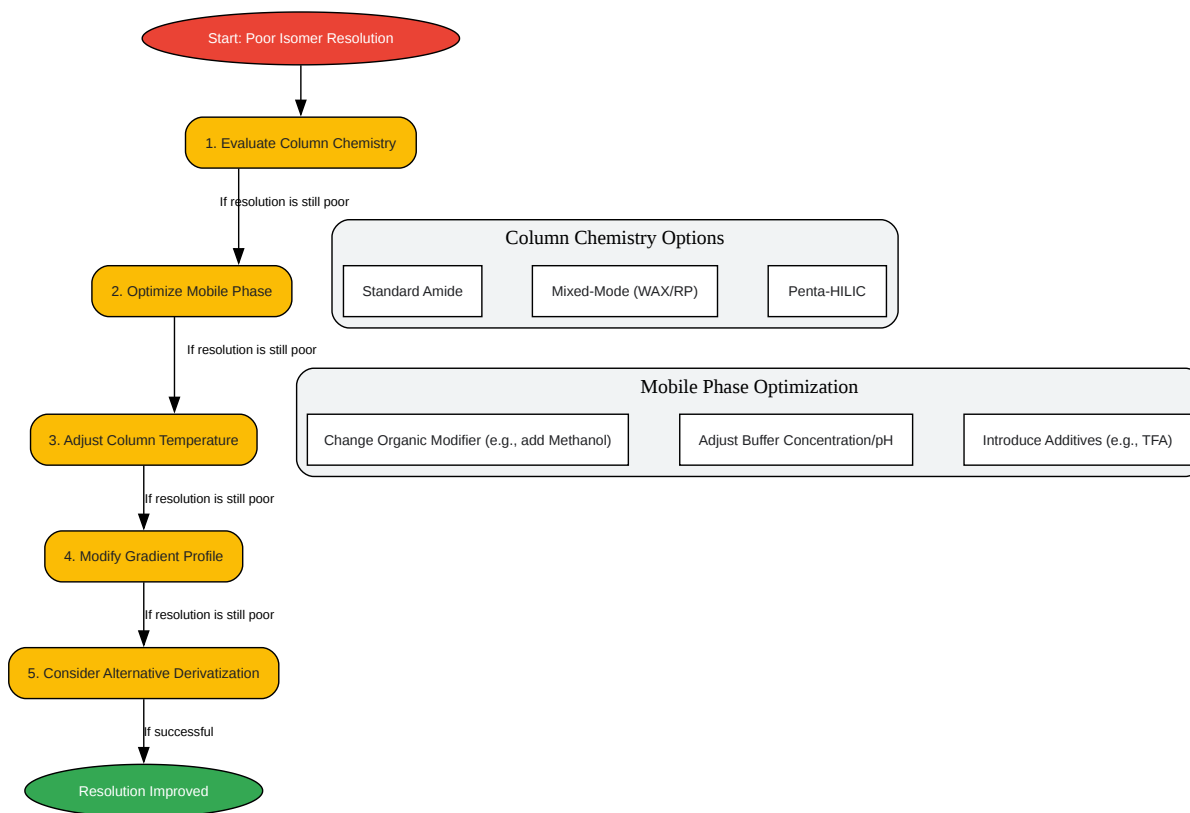 Start: Poor Isomer Resolution
1. Evaluate Column Chemistry
If resolution is still poor
Column Chemistry Options
Standard Amide
Mixed-Mode (WAX/RP)
Penta-HILIC
2. Optimize Mobile Phase
If resolution is still poor
Mobile Phase Optimization
Change Organic Modifier (e.g., add Methanol)
Adjust Buffer Concentration/pH
Introduce Additives (e.g., TFA)
3. Adjust Column Temperature
If resolution is still poor
4. Modify Gradient Profile
If resolution is still poor
5. Consider Alternative Derivatization
If successful
Resolution Improved